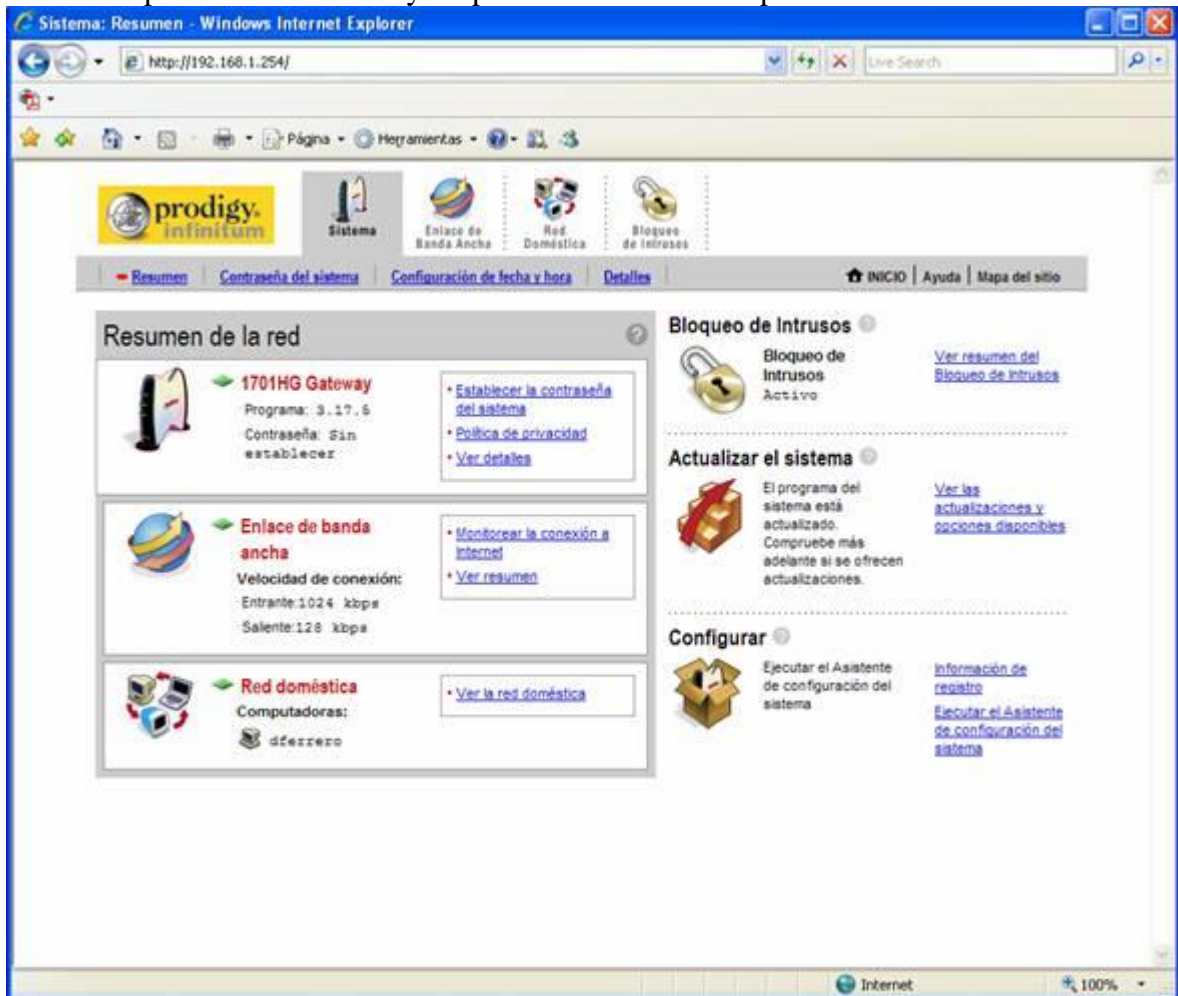 Sistema: Resumen - Windows Internet Explorer
http://192.168.1.254/
Live Search
Página
Herramientas
prodigy.
infinitum
Sistema
Enlace de
Banda Ancha
Red
Doméstica
Bloqueo
de Intrusos
Resumen
Contraseña del sistema
Configuración de fecha y hora
Detalles
INICIO | Ayuda | Mapa del sitio
Resumen de la red
1701HG Gateway
Programa: 3.17.5
Contraseña: Sin
establecer
Establecer la contraseña
del sistema
Política de privacidad
Ver detalles
Enlace de banda
ancha
Velocidad de conexión:
Entrante:1024 kbps
Saliente:128 kbps
Monitorear la conexión a
Internet
Ver resumen
Red doméstica
Computadoras:
dferrero
Ver la red doméstica
Bloqueo de Intrusos
Bloqueo de
Intrusos
Activo
Ver resumen del
Bloqueo de Intrusos
Actualizar el sistema
El programa del
sistema está
actualizado.
Compruebe más
adelante si se ofrecen
actualizaciones.
Ver las
actualizaciones y
opciones disponibles
Configurar
Ejecutar el Asistente
de configuración del
sistema
Información de
registro
Ejecutar el Asistente
de configuración del
sistema
Internet
100%